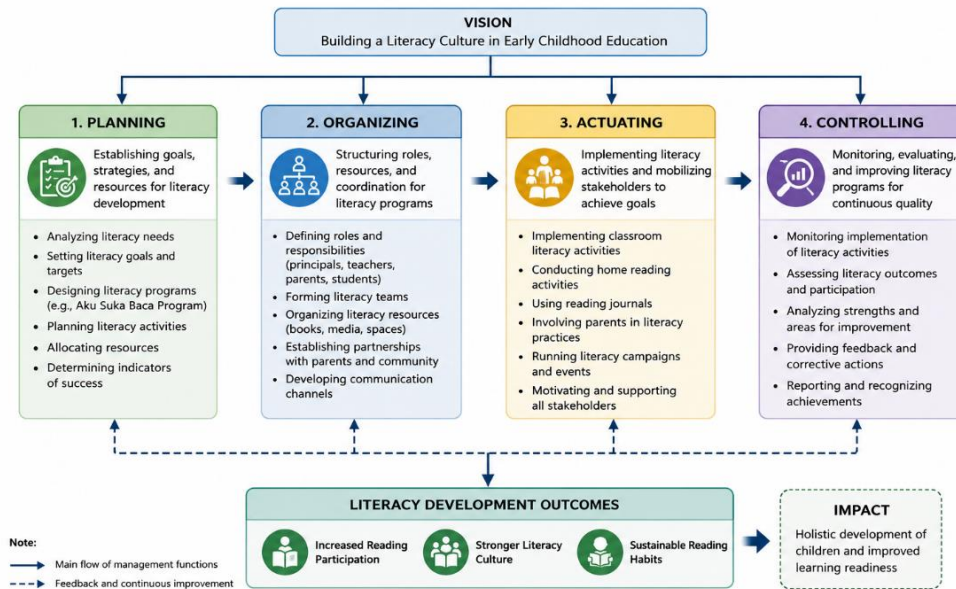 VISION
Building a Literacy Culture in Early Childhood Education
1. PLANNING
Establishing goals,
strategies, and
resources for literacy
development
• Analyzing literacy needs
• Setting literacy goals and
targets
• Designing literacy programs
(e.g., Aku Suka Baca Program)
• Planning literacy activities
• Allocating resources
• Determining indicators
of success
2. ORGANIZING
Structuring roles,
resources, and
coordination for
literacy programs
• Defining roles and
responsibilities
(principals, teachers,
parents, students)
• Forming literacy teams
• Organizing literacy resources
(books, media, spaces)
• Establishing partnerships
with parents and community
• Developing communication
channels
3. ACTUATING
Implementing literacy
activities and mobilizing
stakeholders to
achieve goals
• Implementing classroom
literacy activities
• Conducting home reading
activities
• Using reading journals
• Involving parents in literacy
practices
• Running literacy campaigns
and events
• Motivating and supporting
all stakeholders
4. CONTROLLING
Monitoring, evaluating,
and improving literacy
programs for
continuous quality
• Monitoring implementation
of literacy activities
• Assessing literacy outcomes
and participation
• Analyzing strengths and
areas for improvement
• Providing feedback and
corrective actions
• Reporting and recognizing
achievements
LITERACY DEVELOPMENT OUTCOMES
Increased Reading
Participation
Stronger Literacy
Culture
Sustainable Reading
Habits
IMPACT
Holistic development of
children and improved
learning readiness
Note:
Main flow of management functions
Feedback and continuous improvement